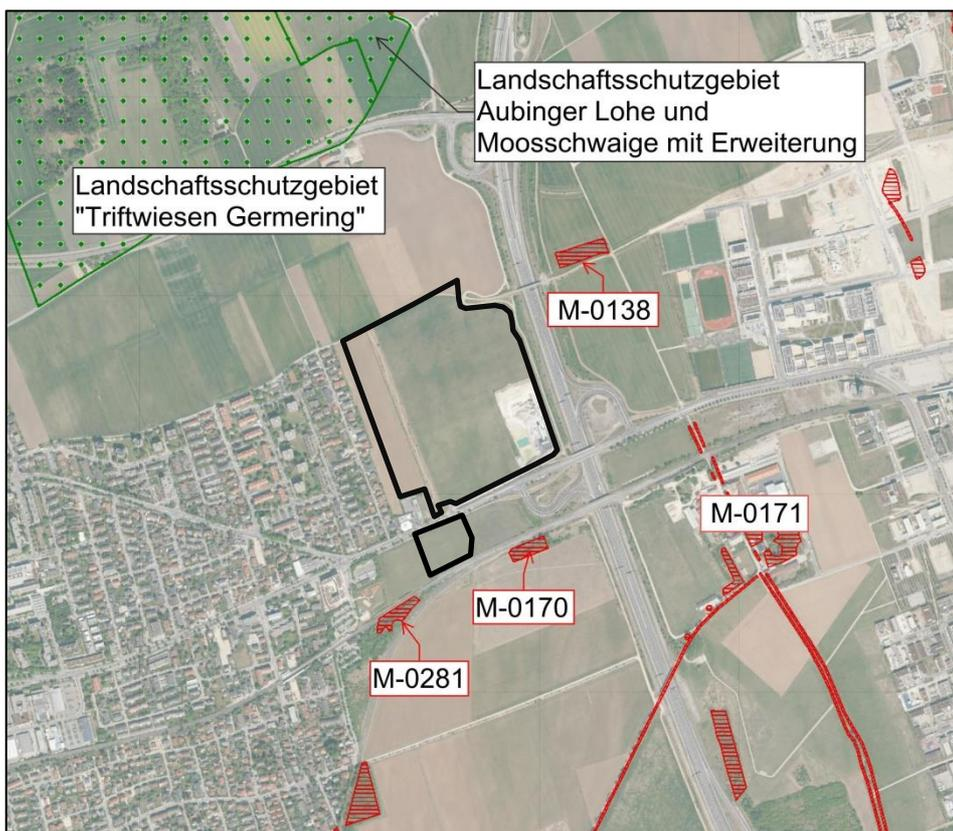 Landschaftsschutzgebiet
Aubinger Lohe und
Moosschwaige mit Erweiterung
Landschaftsschutzgebiet
"Triftwiesen Germering"
M-0138
M-0171
M-0170
M-0281